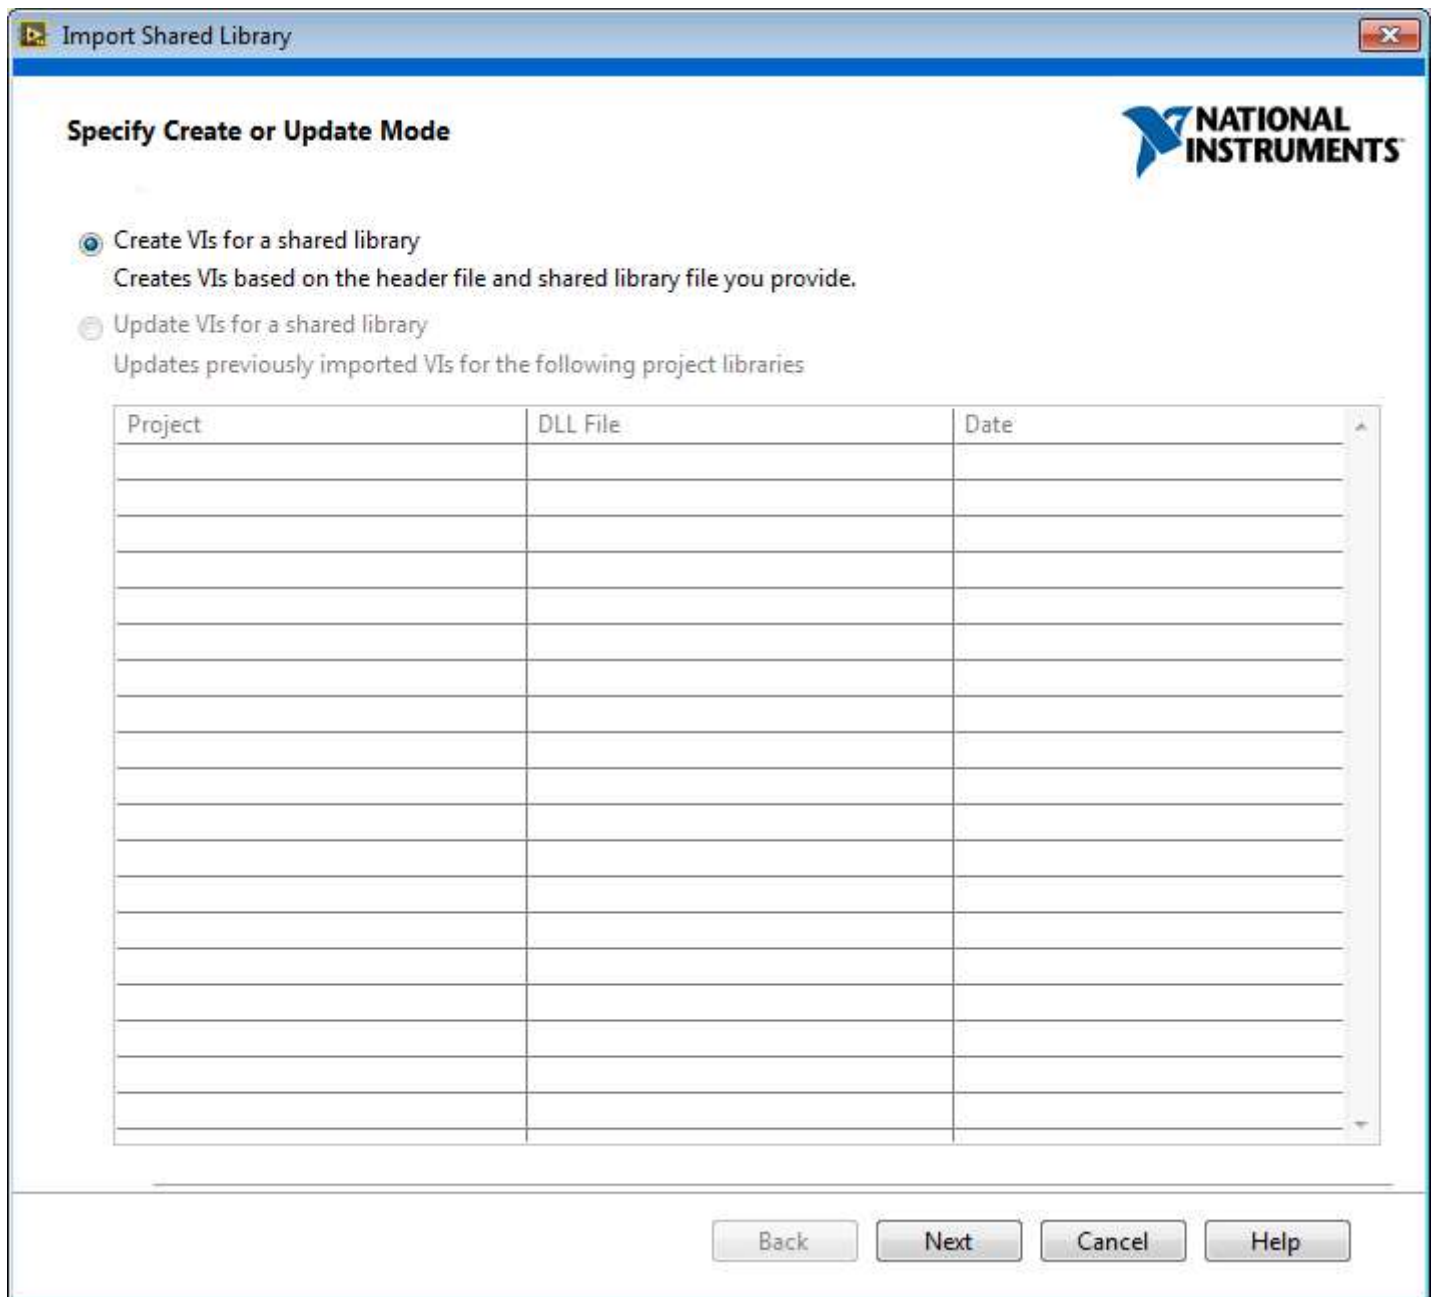 Import Shared Library
Specify Create or Update Mode
NATIONAL
INSTRUMENTS
Create VIs for a shared library
Creates VIs based on the header file and shared library file you provide.
Update VIs for a shared library
Updates previously imported VIs for the following project libraries
Project DLL File Date
Back Next Cancel Help